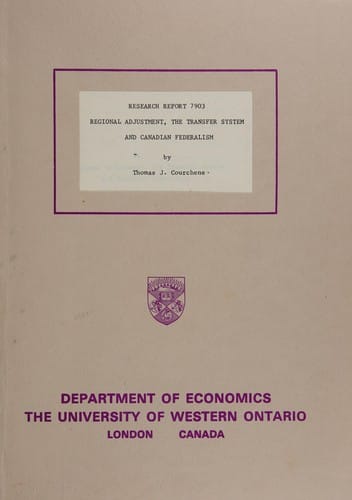 RESEARCH REPORT 7903
REGIONAL ADJUSTMENT, THE TRANSFER SYSTEM
AND CANADIAN FEDERALISM
by
Thomas J. Courchene
DEPARTMENT OF ECONOMICS
THE UNIVERSITY OF WESTERN ONTARIO
LONDON CANADA